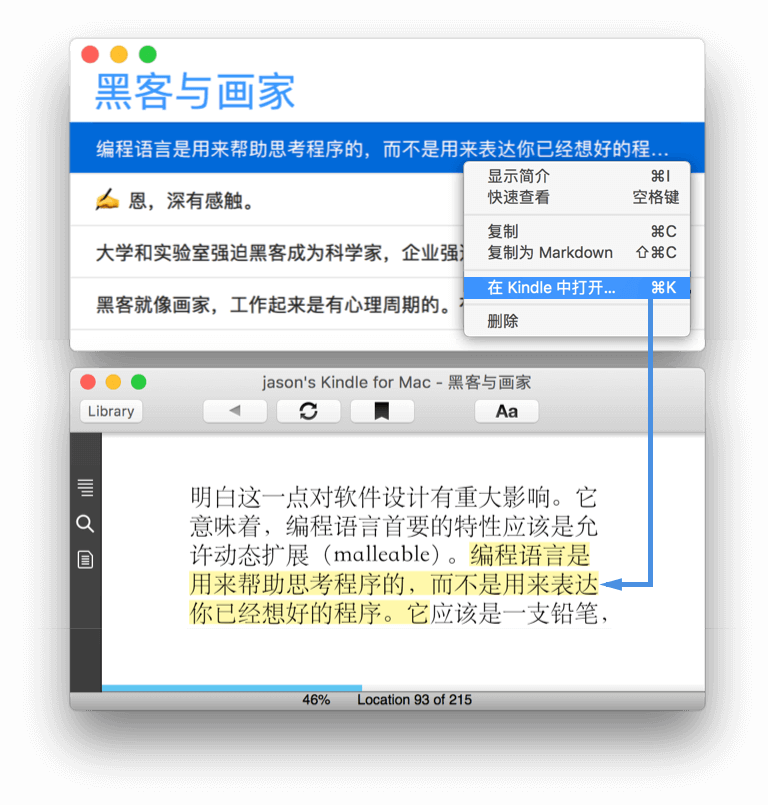 黑客与画家
编程语言是用来帮助思考程序的，而不是用来表达你已经想好的程...
✍️ 恩，深有感触。
大学和实验室强迫黑客成为科学家，企业强
黑客就像画家，工作起来是有心理周期的。
显示简介 ⌘I
快速查看 空格键
复制 ⌘C
复制为 Markdown ⇧⌘C
在 Kindle 中打开... ⌘K
删除
jason's Kindle for Mac - 黑客与画家
Library
Aa
明白这一点对软件设计有重大影响。它
意味着，编程语言首要的特性应该是允
许动态扩展（malleable）。编程语言是
用来帮助思考程序的，而不是用来表达
你已经想好的程序。它应该是一支铅笔，
46% Location 93 of 215